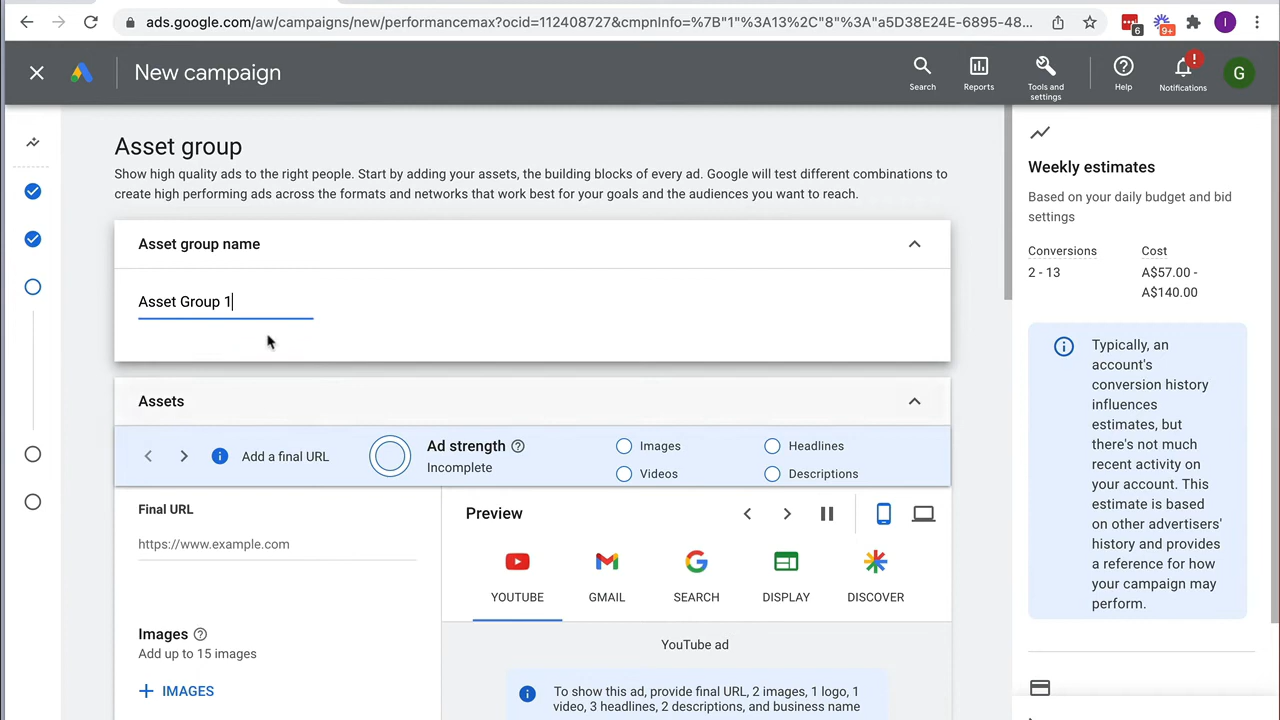 ads.google.com/aw/campaigns/new/performancemax?ocid=112408727&cmpnInfo=%7B"1"%3A13%2C"8"%3A"a5D38E24E-6895-48...
6
9+
I
New campaign
Search
Reports
Tools and
settings
Help
!
Notifications
G
Asset group
Show high quality ads to the right people. Start by adding your assets, the building blocks of every ad. Google will test different combinations to
create high performing ads across the formats and networks that work best for your goals and the audiences you want to reach.
Asset group name
Asset Group 1
Assets
Add a final URL
Ad strength
Incomplete
Images
Videos
Headlines
Descriptions
Final URL
https://www.example.com
Images
Add up to 15 images
+ IMAGES
Preview
YOUTUBE
GMAIL
SEARCH
DISPLAY
DISCOVER
YouTube ad
To show this ad, provide final URL, 2 images, 1 logo, 1
video, 3 headlines, 2 descriptions, and business name
Weekly estimates
Based on your daily budget and bid
settings
Conversions
2 - 13
Cost
A$57.00 -
A$140.00
Typically, an
account's
conversion history
influences
estimates, but
there's not much
recent activity on
your account. This
estimate is based
on other advertisers'
history and provides
a reference for how
your campaign may
perform.